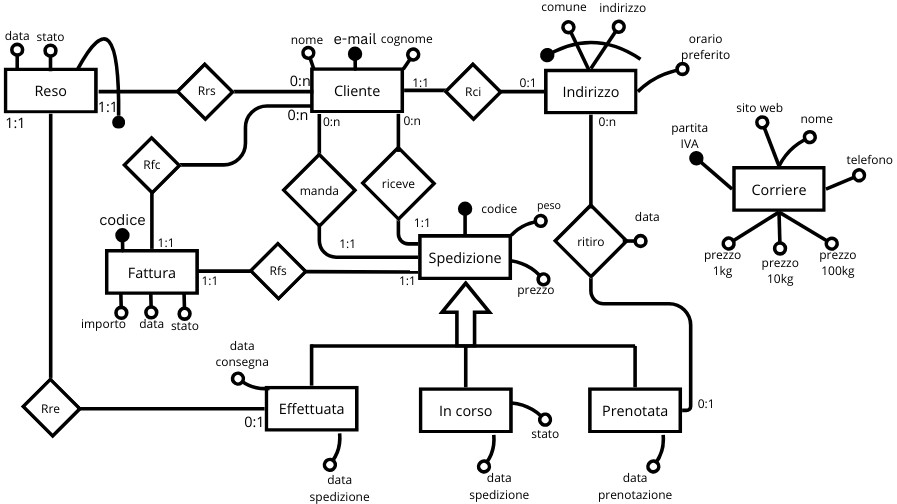 comune indirizzo
data stato
nome e-mail cognome
orario
preferito
Reso
Rrs
0:n
Cliente
1:1
Rci
0:1
Indirizzo
1:1
1:1
0:n
0:n
0:n
0:n
sito web
nome
partita
IVA
Rfc
manda
riceve
telefono
Corriere
codice
codice
peso
data
1:1
1:1
1:1
ritiro
Fattura
Rfs
Spedizione
1:1
1:1
prezzo
prezzo
1kg
prezzo
10kg
prezzo
100kg
importo data stato
data
consegna
Rre
Effettuata
0:1
In corso
Prenotata
0:1
stato
data
spedizione
data
spedizione
data
prenotazione